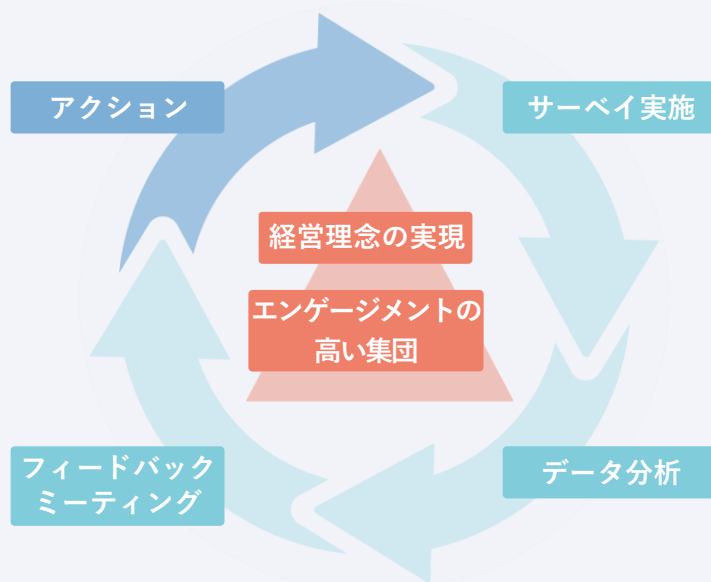 アクション
サーベイ実施
経営理念の実現
エンゲージメントの
高い集団
フィードバック
ミーティング
データ分析